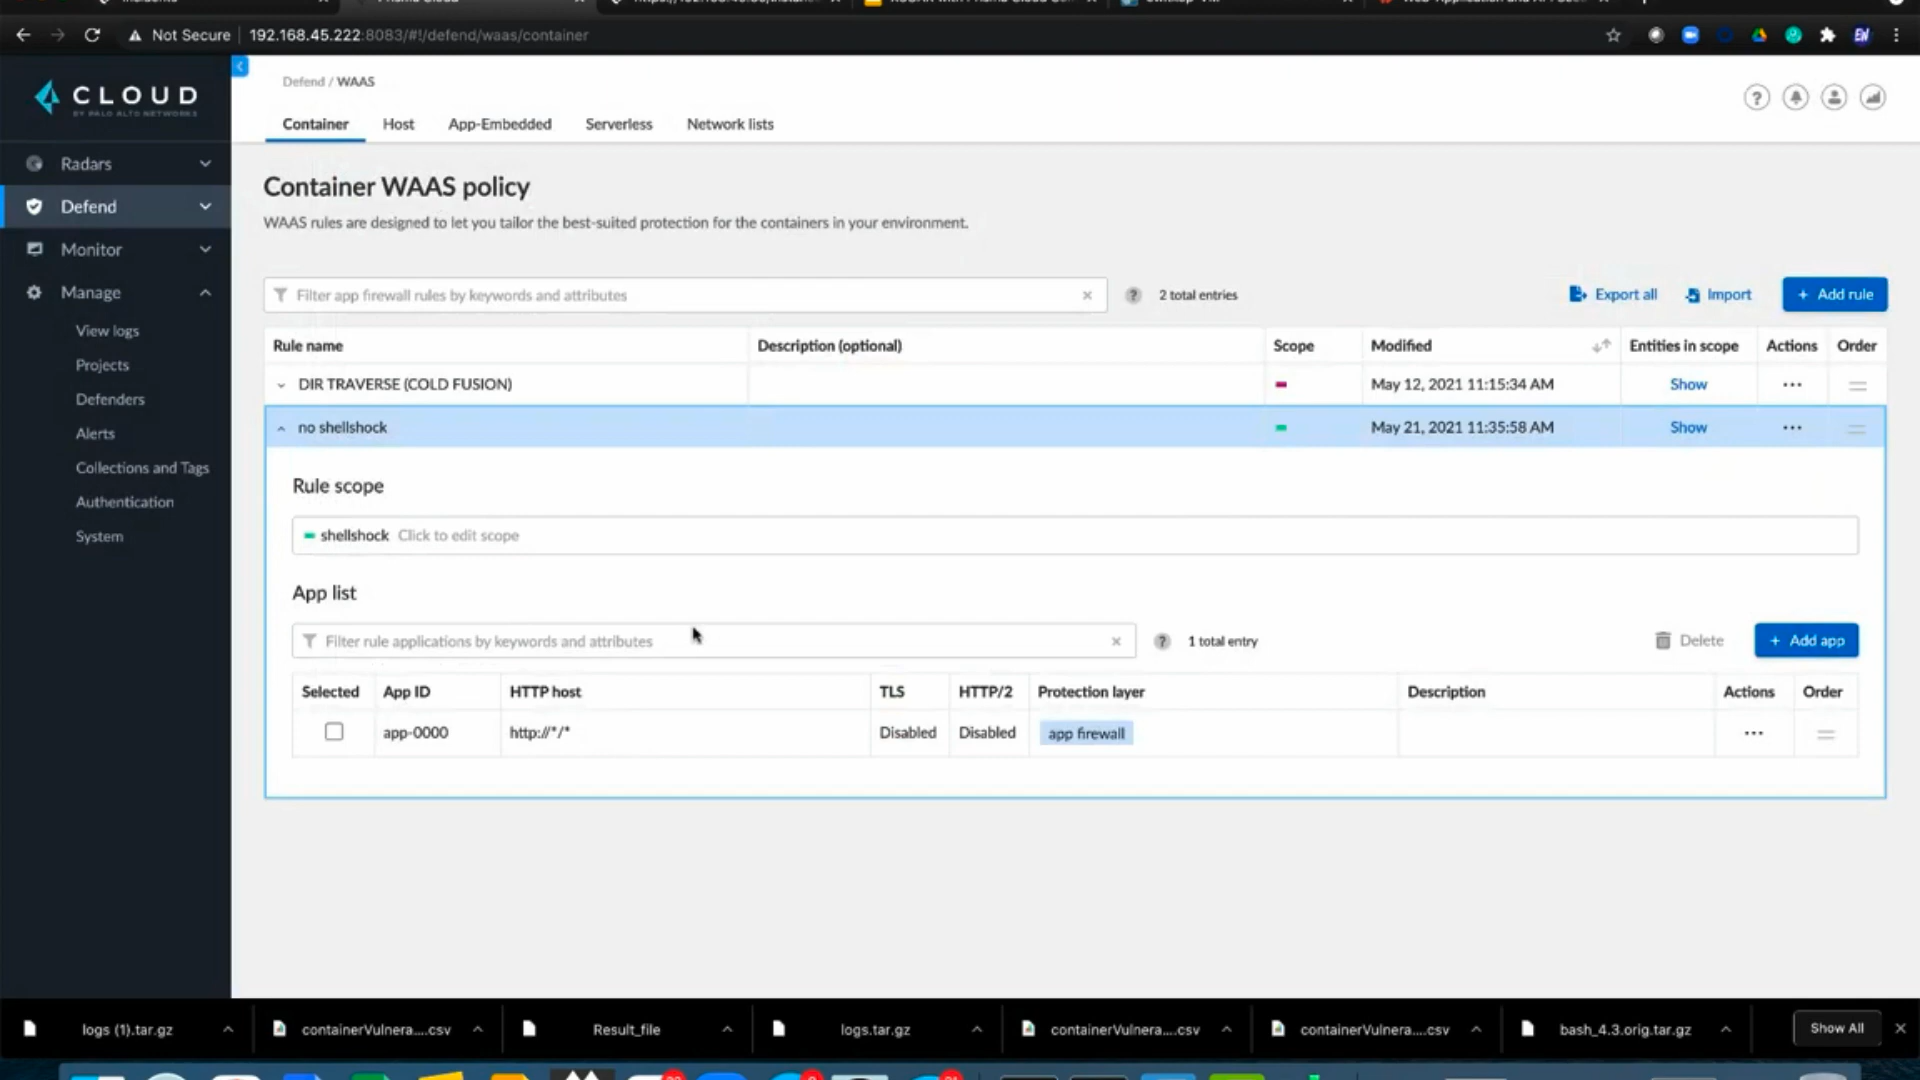 Not Secure 192.168.45.222:8083/#!/defend/waas/container
EN
CLOUD
BY PALO ALTO NETWORKS
Radars
Defend
Monitor
Manage
View logs
Projects
Defenders
Alerts
Collections and Tags
Authentication
System
Defend / WAAS
Container Host App-Embedded Serverless Network lists
Container WAAS policy
WAAS rules are designed to let you tailor the best-suited protection for the containers in your environment.
Filter app firewall rules by keywords and attributes × ? 2 total entries Export all Import + Add rule
Rule name Description (optional) Scope Modified Entities in scope Actions Order
DIR TRAVERSE (COLD FUSION) May 12, 2021 11:15:34 AM Show ...
no shellshock May 21, 2021 11:35:58 AM Show ...
Rule scope
shellshock Click to edit scope
App list
Filter rule applications by keywords and attributes × ? 1 total entry Delete + Add app
Selected App ID HTTP host TLS HTTP/2 Protection layer Description Actions Order
app-0000 http://*/* Disabled Disabled app firewall ...
logs (1).tar.gz containerVulnera....csv Result_file logs.tar.gz containerVulnera....csv containerVulnera....csv bash_4.3.orig.tar.gz Show All ×